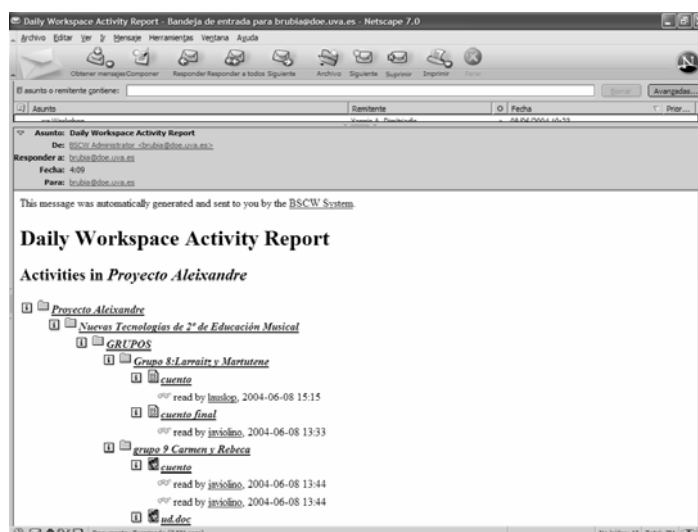 Daily Workspace Activity Report - Bandeja de entrada para brubia@doe.uva.es - Netscape 7.0
Archivo Editar Ver Ir Mensaje Herramientas Ventana Ayuda
Obtener mensajes Componer Responder Responder a todos Siguiente Archivo Siguiente Suprimir Imprimir Parar
El asunto o remitente contiene: Borrar Avanzadas...
Asunto Remitente O Fecha Prior...
Asunto: Daily Workspace Activity Report
De: BSCW Administrator <brubia@doe.uva.es>
Responder a: brubia@doe.uva.es
Fecha: 4:09
Para: brubia@doe.uva.es
This message was automatically generated and sent to you by the BSCW System.
Daily Workspace Activity Report
Activities in Proyecto Aleixandre
Proyecto Aleixandre
Nuevas Tecnologías de 2º de Educación Musical
GRUPOS
Grupo 8:Larraitz y Martutene
cuento
read by lauslop, 2004-06-08 15:15
cuento final
read by javiolino, 2004-06-08 13:33
grupo 9 Carmen y Rebeca
cuento
read by javiolino, 2004-06-08 13:44
read by javiolino, 2004-06-08 13:44
ud.doc